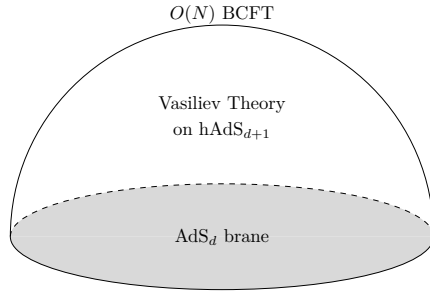 O(N) BCFT
Vasiliev Theory
on hAdS_{d+1}
AdS_d brane